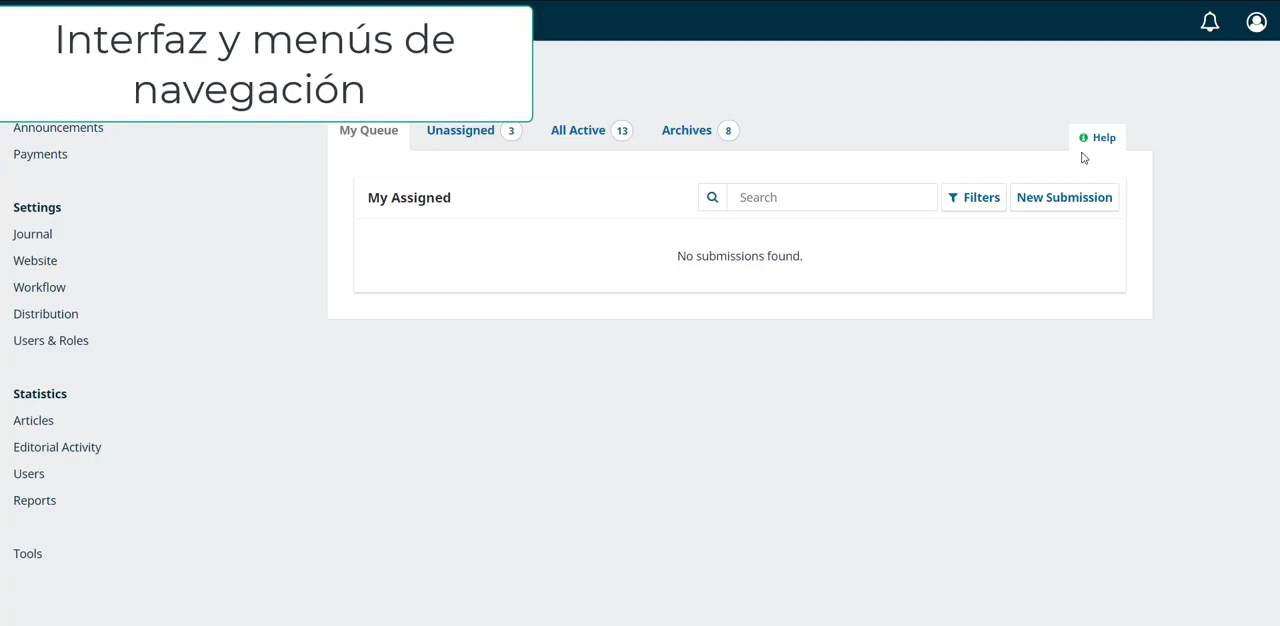 Interfaz y menús de
navegación
Announcements
Payments
Settings
Journal
Website
Workflow
Distribution
Users & Roles
Statistics
Articles
Editorial Activity
Users
Reports
Tools
My Queue Unassigned 3 All Active 13 Archives 8
Help
My Assigned Search Filters New Submission
No submissions found.